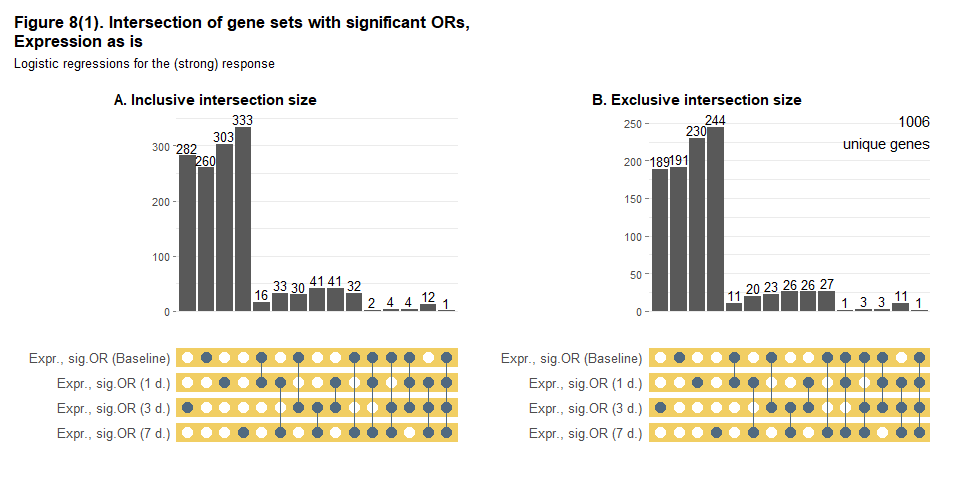 Figure 8(1). Intersection of gene sets with significant ORs,
Expression as is
Logistic regressions for the (strong) response
A. Inclusive intersection size
333
303
282
260
300
200
100
0
16
33
30
41
41
32
2
4
4
12
1
Expr., sig.OR (Baseline)
Expr., sig.OR (1 d.)
Expr., sig.OR (3 d.)
Expr., sig.OR (7 d.)
B. Exclusive intersection size
1006
unique genes
244
230
189
191
250
200
150
100
50
0
11
20
23
26
26
27
1
3
3
11
1
Expr., sig.OR (Baseline)
Expr., sig.OR (1 d.)
Expr., sig.OR (3 d.)
Expr., sig.OR (7 d.)